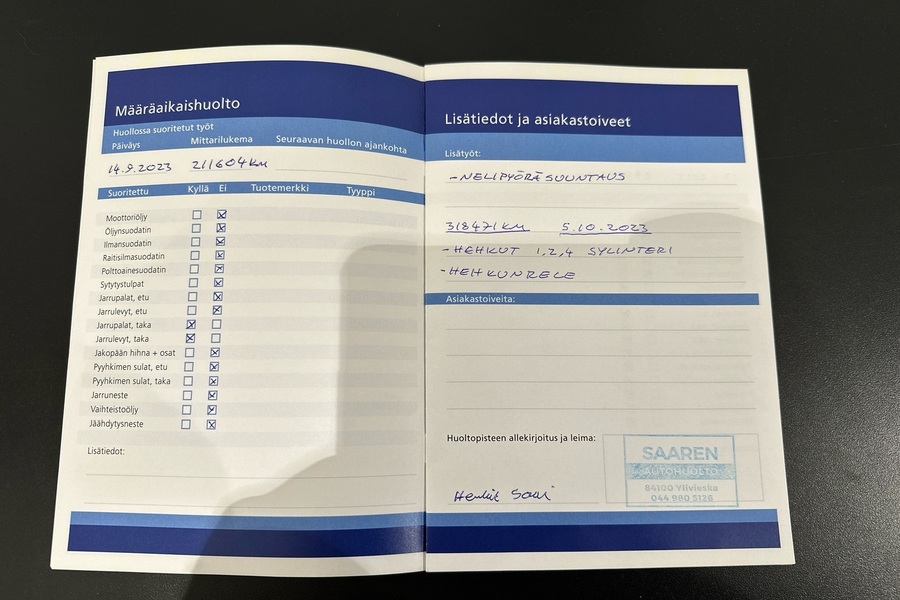 Määräaikaishuolto
Huollossa suoritetut työt
Päiväys Mittarilukema Seuraavan huollon ajankohta
14.9.2023 211604KM
Suoritettu Kyllä Ei Tuotemerkki Tyyppi
Moottoriöljy
Öljynsuodatin
Ilmansuodatin
Raitisilmasuodatin
Polttoainesuodatin
Sytytystulpat
Jarrupalat, etu
Jarrulevyt, etu
Jarrupalat, taka
Jarrulevyt, taka
Jakopään hihna + osat
Pyyhkimen sulat, etu
Pyyhkimen sulat, taka
Jarruneste
Vaihteistoöljy
Jäähdytysneste
Lisätiedot:
Lisätiedot ja asiakastoiveet
Lisätyöt:
-NELIPYÖRÄSUUNTAUS
318471KM 5.10.2023
-HEHKUT 1,2,4 SYLINTERI
-HEHKUNRELE
Asiakastoiveita:
Huoltopisteen allekirjoitus ja leima:
SAAREN
AUTOHUOLTO
84100 Ylivieska
044 980 5126